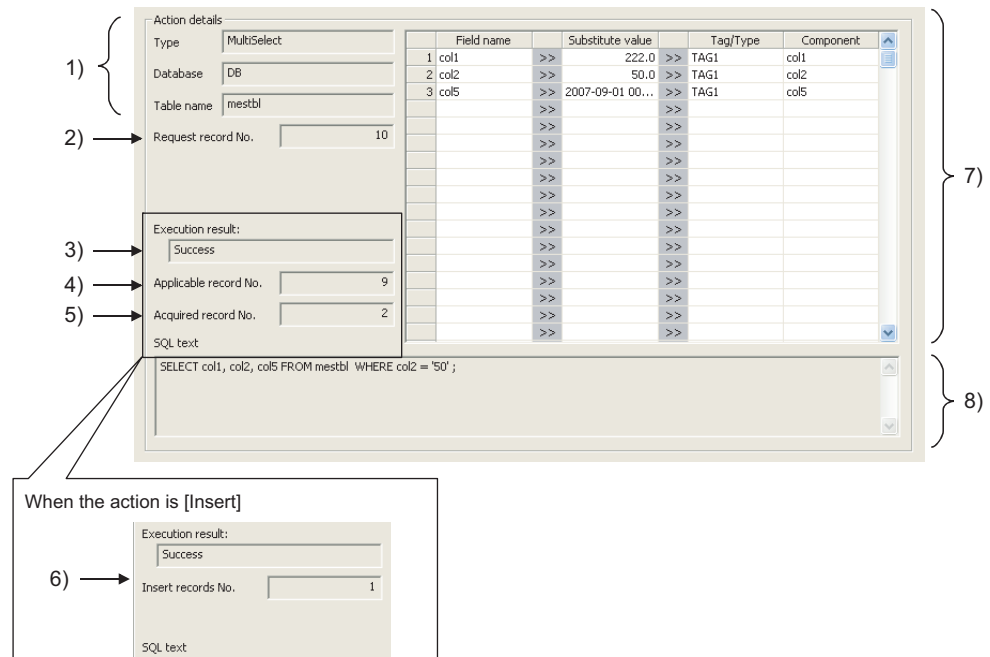 Action details
1)
Type MultiSelect
Database DB
Table name mestbl
2)
Request record No. 10
Execution result:
3)
Success
4)
Applicable record No. 9
5)
Acquired record No. 2
SQL text
Field name Substitute value Tag/Type Component
1 col1 >> 222.0 >> TAG1 col1
2 col2 >> 50.0 >> TAG1 col2
3 col5 >> 2007-09-01 00... >> TAG1 col5
>> >>
>> >>
>> >>
>> >>
>> >>
>> >>
>> >>
>> >>
>> >>
>> >>
>> >>
>> >>
>> >>
>> >>
7)
SELECT col1, col2, col5 FROM mestbl WHERE col2 = '50' ;
8)
When the action is [Insert]
Execution result:
Success
6)
Insert records No. 1
SQL text